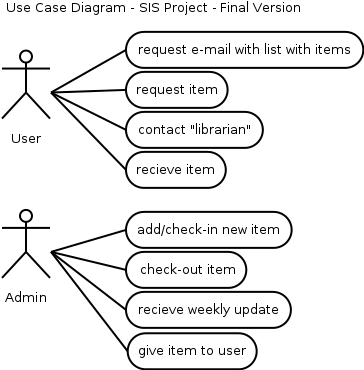 Use Case Diagram - SIS Project - Final Version
request e-mail with list with items
request item
contact "librarian"
recieve item
User
add/check-in new item
check-out item
recieve weekly update
give item to user
Admin